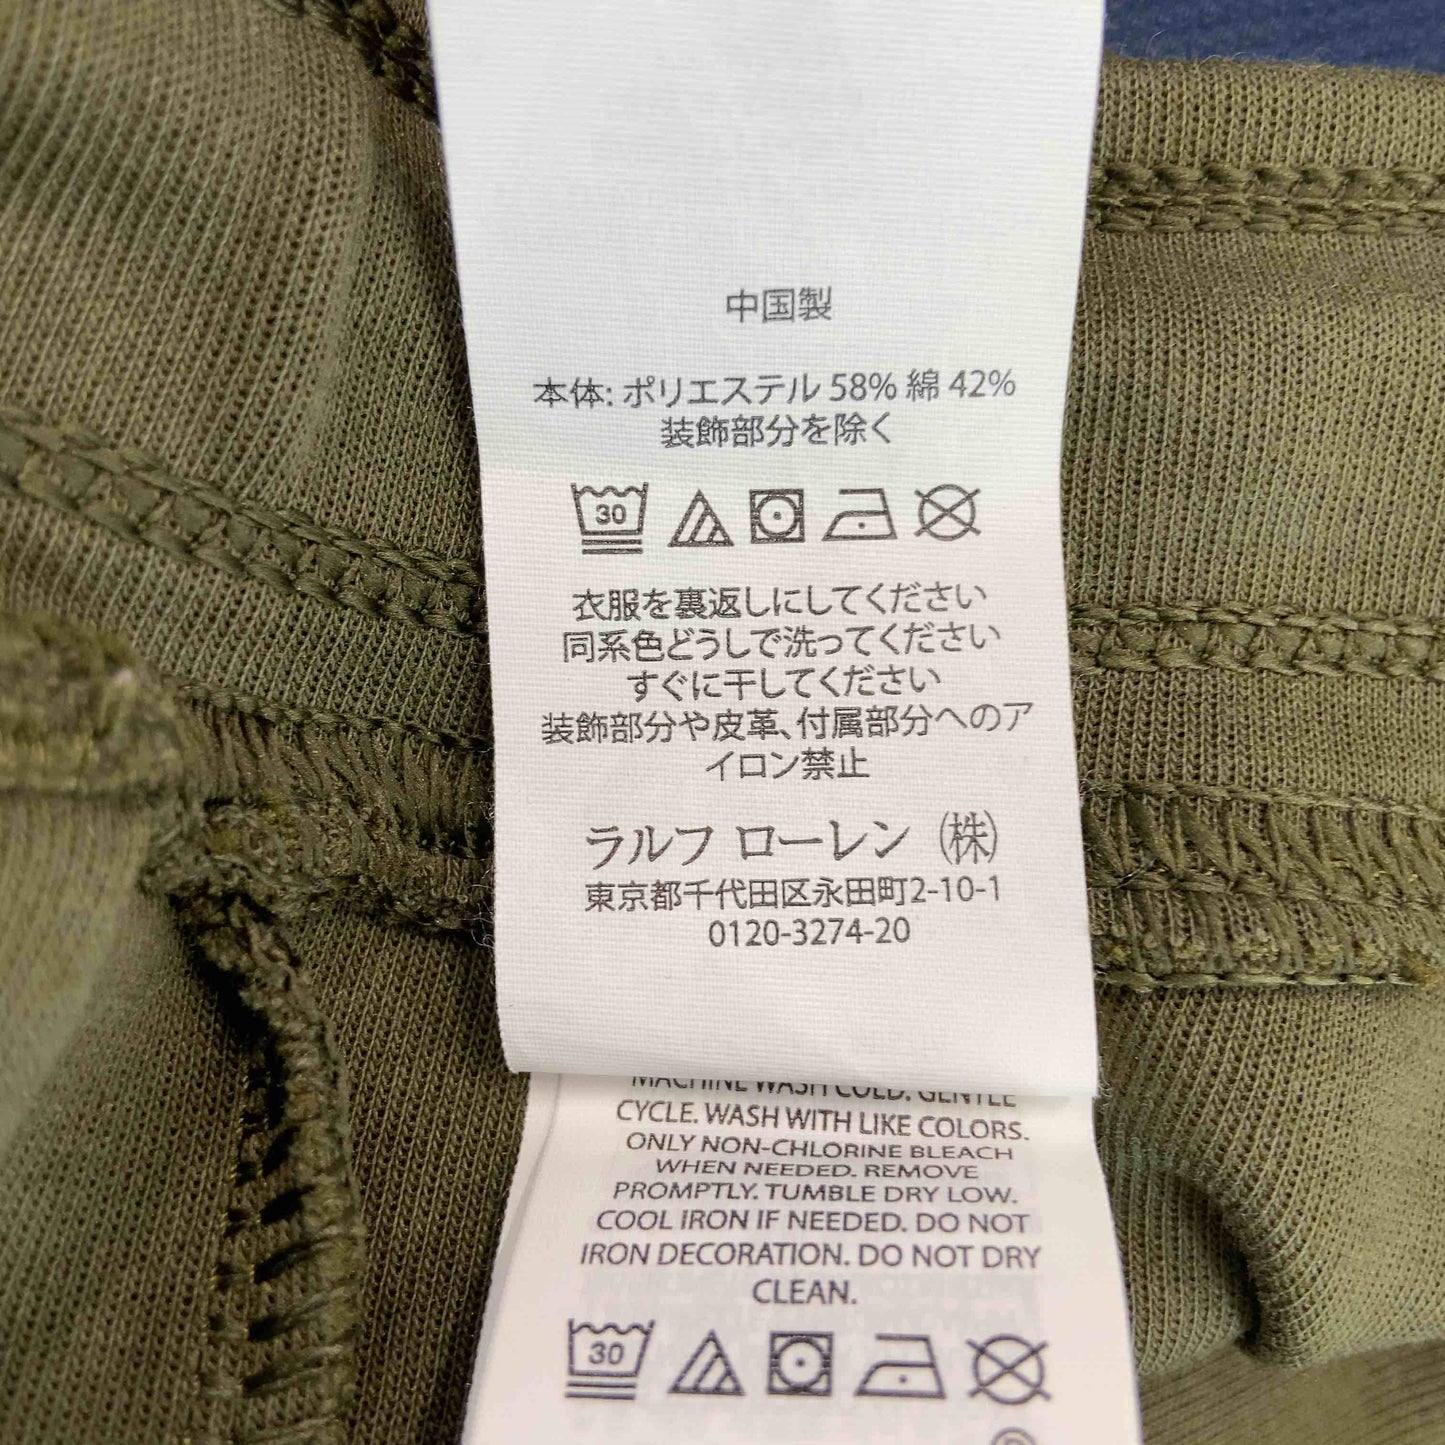 中国製
本体: ポリエステル 58% 綿 42%
装飾部分を除く
30
衣服を裏返しにしてください
同系色どうしで洗ってください
すぐに干してください
装飾部分や皮革、付属部分へのア
イロン禁止
ラルフ ローレン ㈱
東京都千代田区永田町2-10-1
0120-3274-20
MACHINE WASH COLD. GENTLE
CYCLE. WASH WITH LIKE COLORS.
ONLY NON-CHLORINE BLEACH
WHEN NEEDED. REMOVE
PROMPTLY. TUMBLE DRY LOW.
COOL IRON IF NEEDED. DO NOT
IRON DECORATION. DO NOT DRY
CLEAN.
30